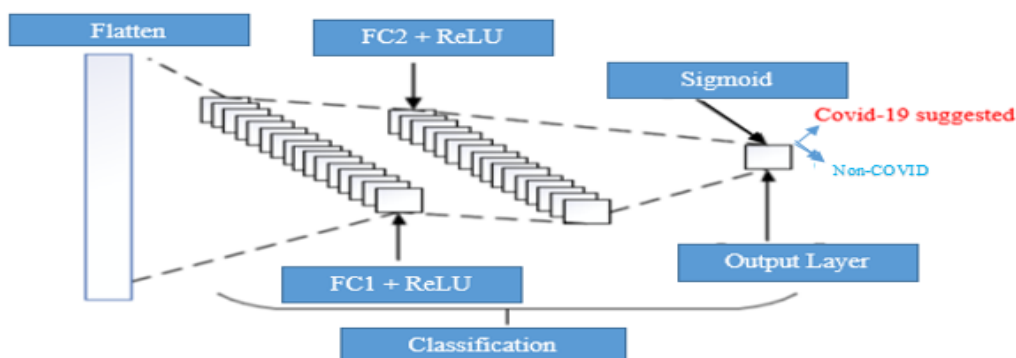 Flatten
FC2 + ReLU
Sigmoid
Covid-19 suggested
Non-COVID
Output Layer
FC1 + ReLU
Classification